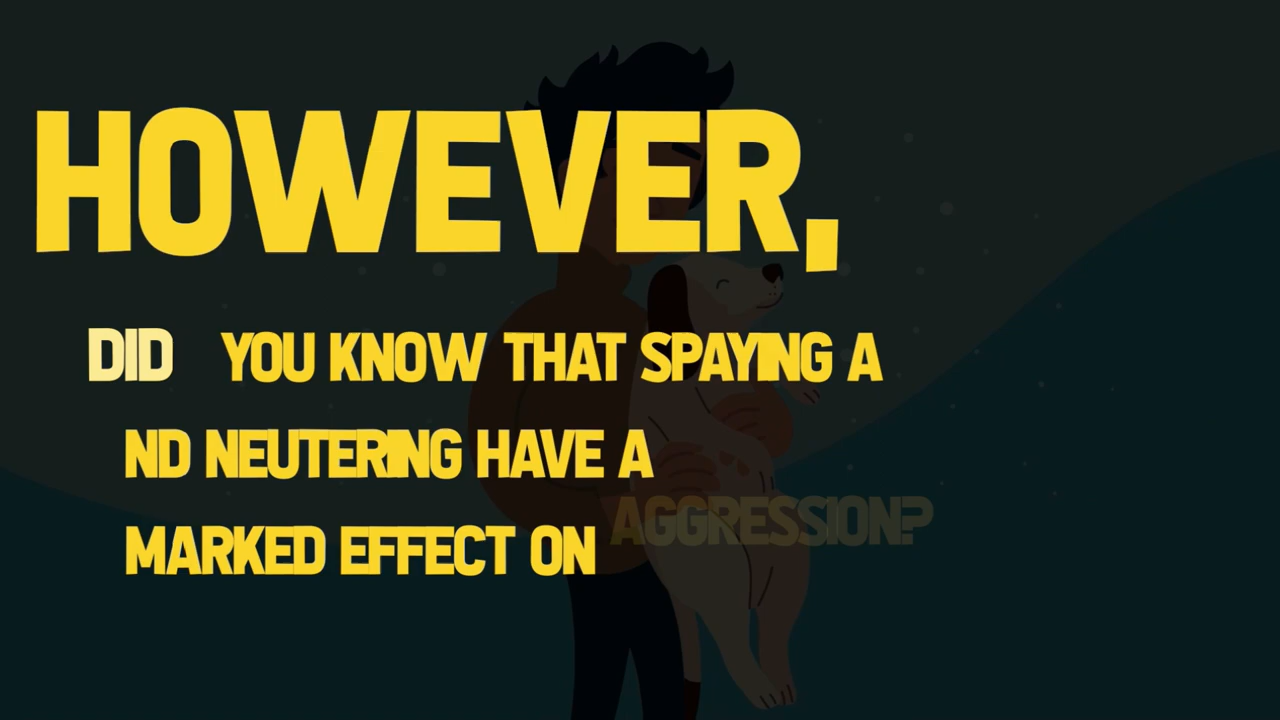 HOWEVER,
DID YOU KNOW THAT SPAYING A
ND NEUTERING HAVE A
MARKED EFFECT ON AGGRESSION?